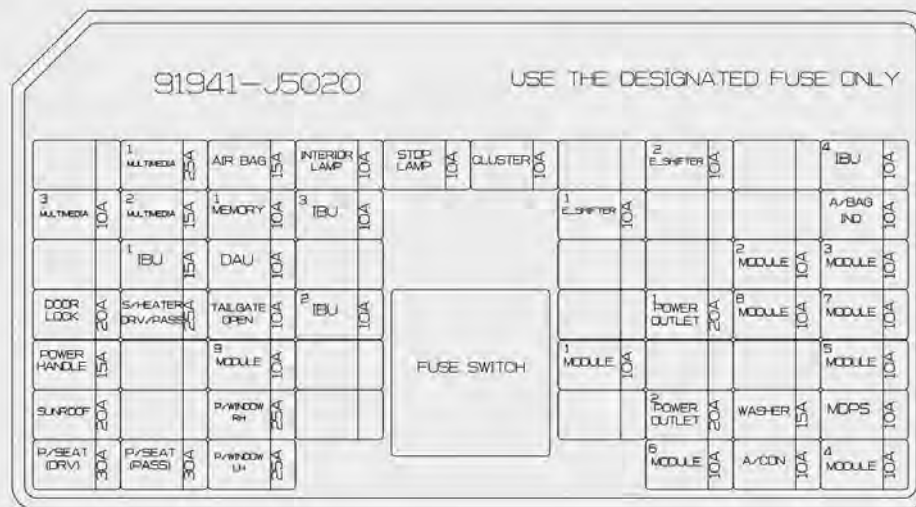 91941-J5020 USE THE DESIGNATED FUSE ONLY
1 MULTIMEDIA 25A AIR BAG 15A INTERIOR LAMP 10A STOP LAMP 10A CLUSTER 10A 2 E_SHIFTER 10A 4 IBU 10A
3 MULTIMEDIA 10A 2 MULTIMEDIA 15A 1 MEMORY 10A 3 IBU 10A 1 E_SHIFTER 10A A/BAG IND 10A
1 IBU 15A DAU 10A 2 MODULE 10A 3 MODULE 10A
DOOR LOCK 20A S/HEATER DRV/PASS 25A TAILGATE OPEN 10A 2 IBU 10A 1 POWER OUTLET 20A 8 MODULE 10A 7 MODULE 10A
POWER HANDLE 15A 9 MODULE 10A FUSE SWITCH 1 MODULE 10A 5 MODULE 10A
SUNROOF 20A P/WINDOW RH 25A 2 POWER OUTLET 20A WASHER 15A MDPS 10A
P/SEAT (DRV) 30A P/SEAT (PASS) 30A P/WINDOW LH 25A 6 MODULE 10A A/CON 10A 4 MODULE 10A